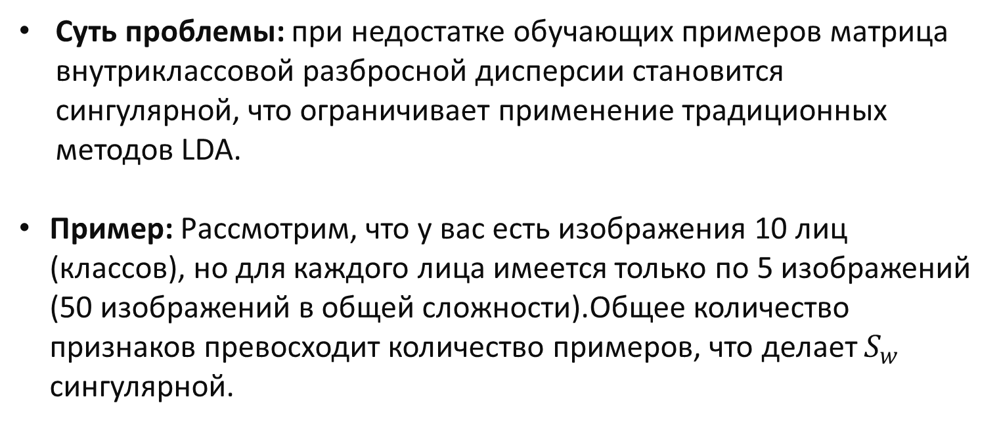 • Суть проблемы: при недостатке обучающих примеров матрица
внутриклассовой разбросной дисперсии становится
сингулярной, что ограничивает применение традиционных
методов LDA.
• Пример: Рассмотрим, что у вас есть изображения 10 лиц
(классов), но для каждого лица имеется только по 5 изображений
(50 изображений в общей сложности).Общее количество
признаков превосходит количество примеров, что делает S_w
сингулярной.